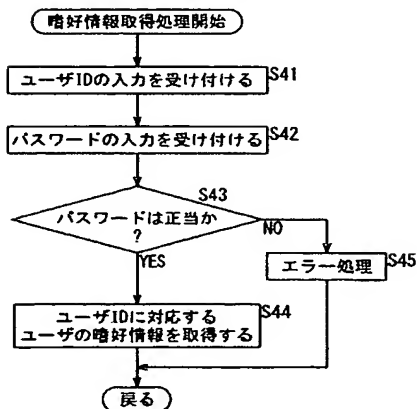 暗好情報取得処理開始
ユーザIDの入力を受け付ける
S41
パスワードの入力を受け付ける
S42
S43
パスワードは正当か
?
NO
YES
S45
エラー処理
S44
ユーザIDに対応する
ユーザの暗好情報を取得する
戻る